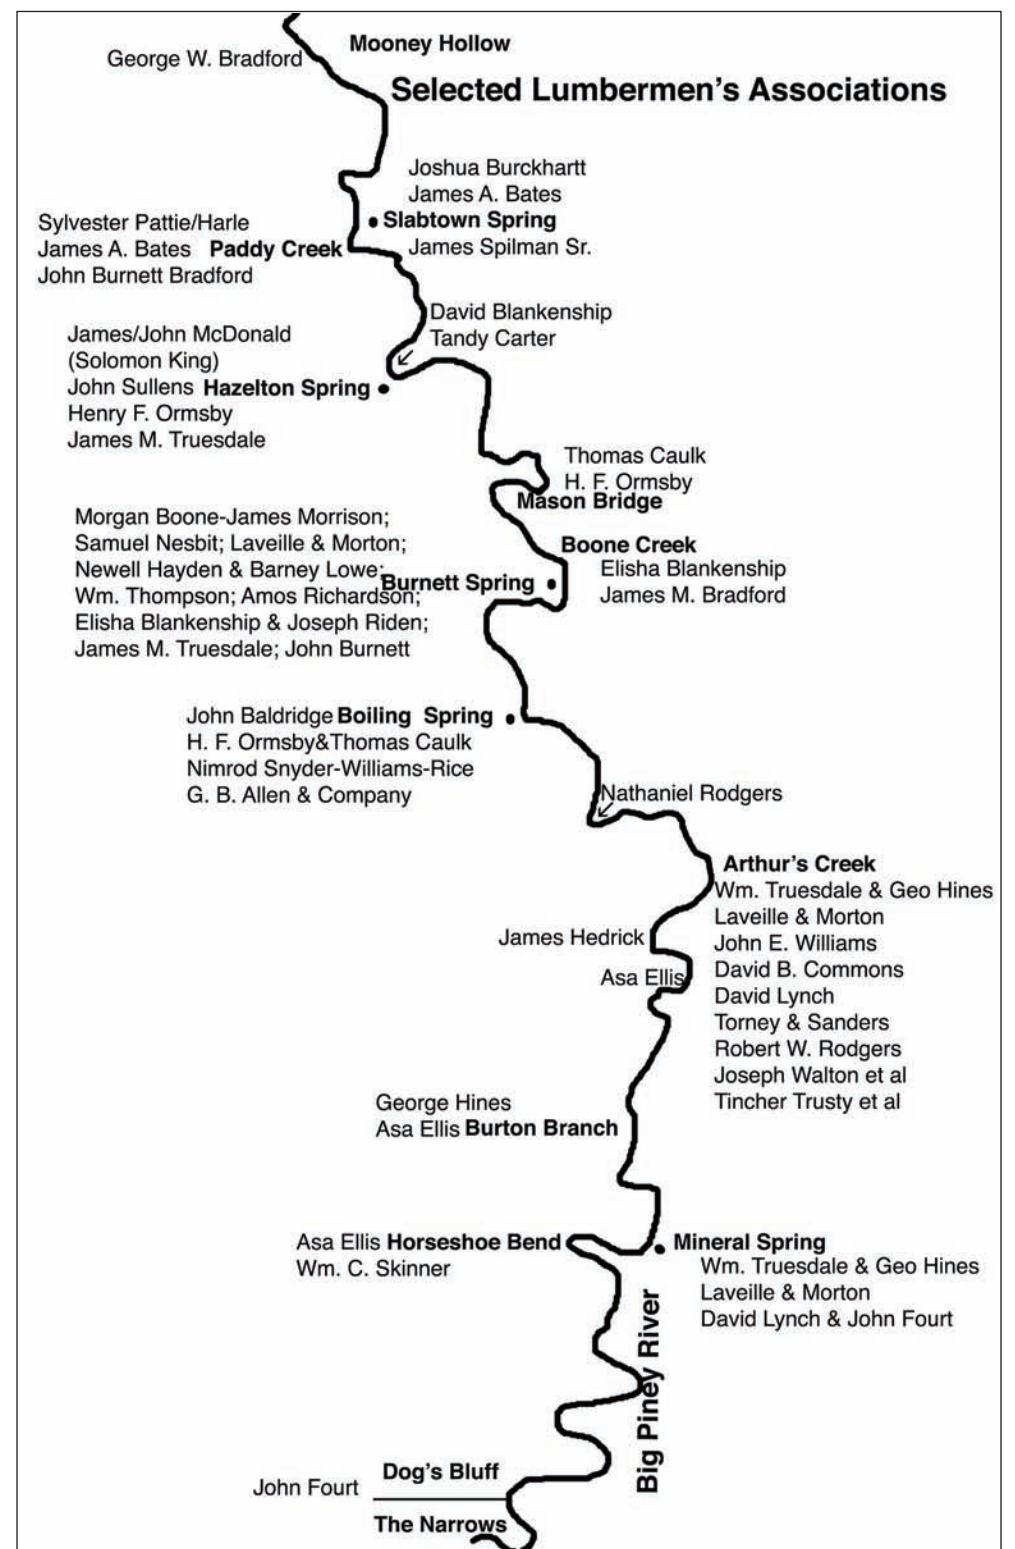 Mooney Hollow
George W. Bradford
Selected Lumbermen's Associations
Joshua Burckhartt
James A. Bates
Slabtown Spring
James Spilman Sr.
Sylvester Pattie/Harle
James A. Bates Paddy Creek
John Burnett Bradford
David Blankenship
Tandy Carter
James/John McDonald
(Solomon King)
John Sullens Hazelton Spring
Henry F. Ormsby
James M. Truesdale
Thomas Caulk
H. F. Ormsby
Mason Bridge
Morgan Boone-James Morrison;
Samuel Nesbit; Laveille & Morton;
Newell Hayden & Barney Lowe;
Wm. Thompson; Amos Richardson;
Elisha Blankenship & Joseph Riden;
James M. Truesdale; John Burnett
Burnett Spring
Boone Creek
Elisha Blankenship
James M. Bradford
John Baldridge Boiling Spring
H. F. Ormsby&Thomas Caulk
Nimrod Snyder-Williams-Rice
G. B. Allen & Company
Nathaniel Rodgers
Arthur's Creek
Wm. Truesdale & Geo Hines
Laveille & Morton
John E. Williams
David B. Commons
David Lynch
Torney & Sanders
Robert W. Rodgers
Joseph Walton et al
Tincher Trusty et al
James Hedrick
Asa Ellis
George Hines
Asa Ellis Burton Branch
Asa Ellis Horseshoe Bend
Wm. C. Skinner
Mineral Spring
Wm. Truesdale & Geo Hines
Laveille & Morton
David Lynch & John Fourt
Big Piney River
Dog's Bluff
John Fourt
The Narrows